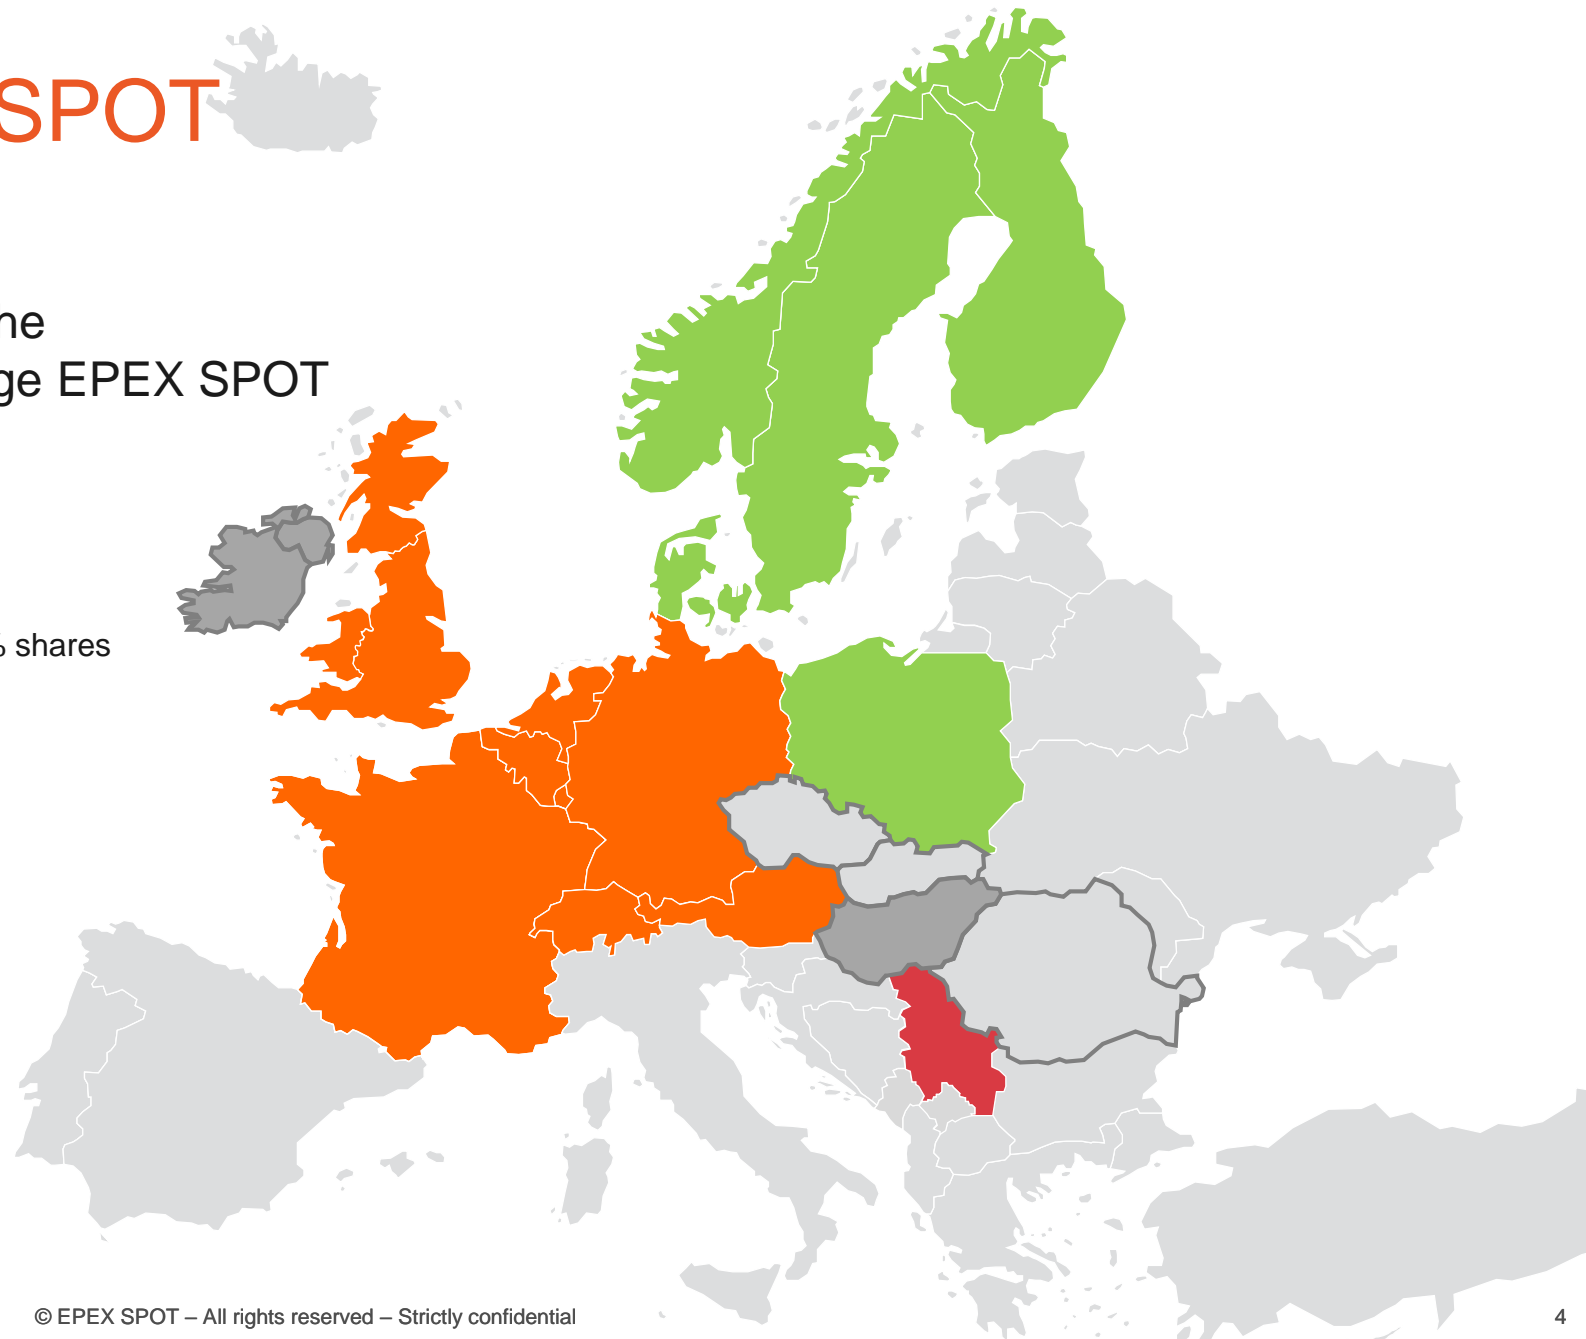 SPOT
ne
ge EPEX SPOT
% shares
© EPEX SPOT – All rights reserved – Strictly confidential
4